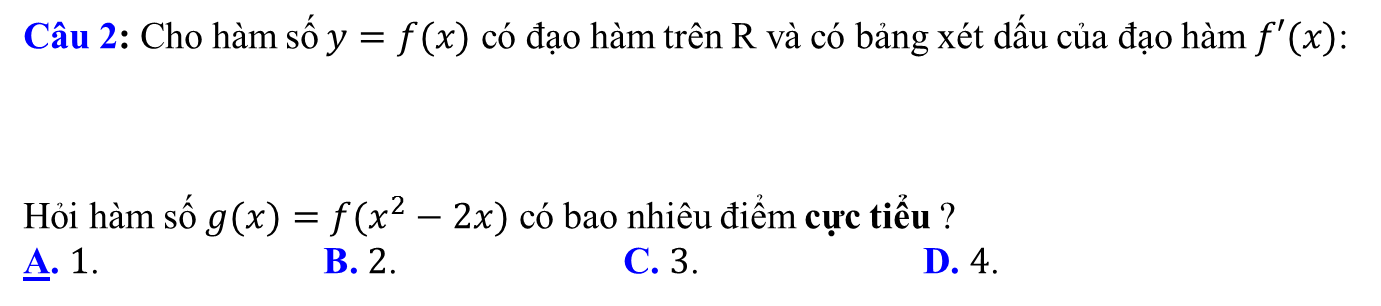 Câu 2: Cho hàm số y = f(x) có đạo hàm trên R và có bảng xét dấu của đạo hàm f′(x):
Hỏi hàm số g(x) = f(x² − 2x) có bao nhiêu điểm cực tiểu ?
A. 1. B. 2. C. 3. D. 4.